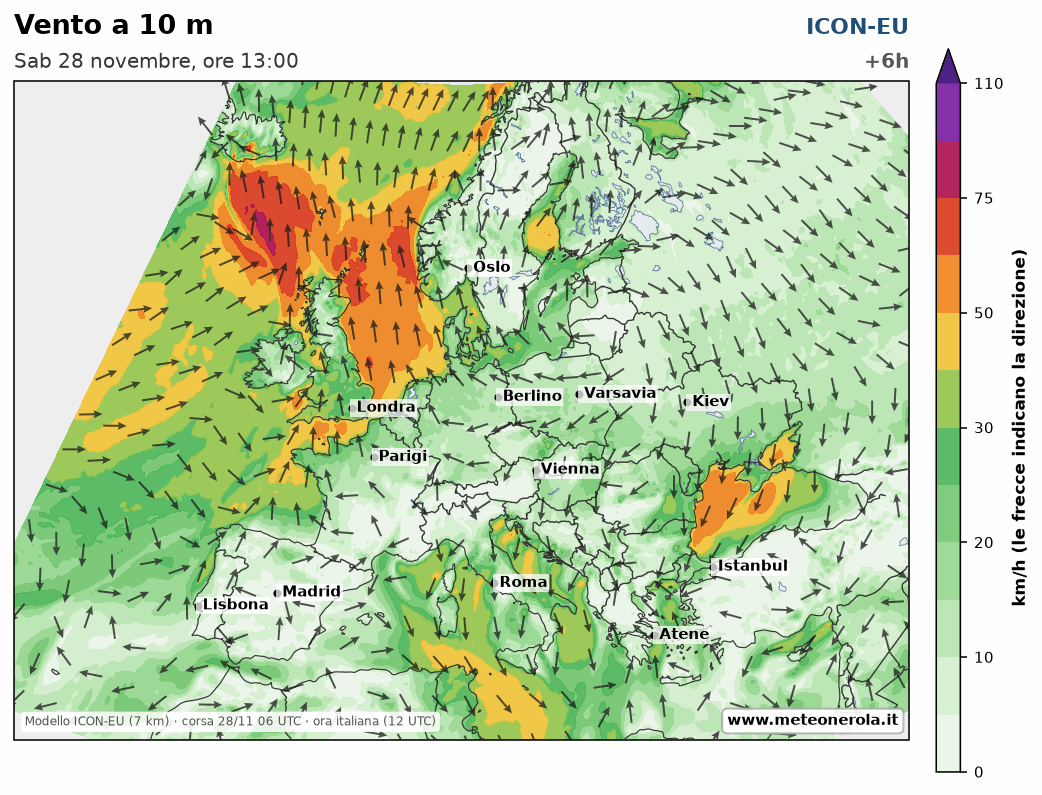 Vento a 10 m
ICON-EU
Sab 28 novembre, ore 13:00
+6h
110
75
50
30
20
10
0
km/h (le frecce indicano la direzione)
Oslo
Berlino
Varsavia
Kiev
Londra
Parigi
Vienna
Istanbul
Roma
Madrid
Lisbona
Atene
Modello ICON-EU (7 km) · corsa 28/11 06 UTC · ora italiana (12 UTC)
www.meteonerola.it